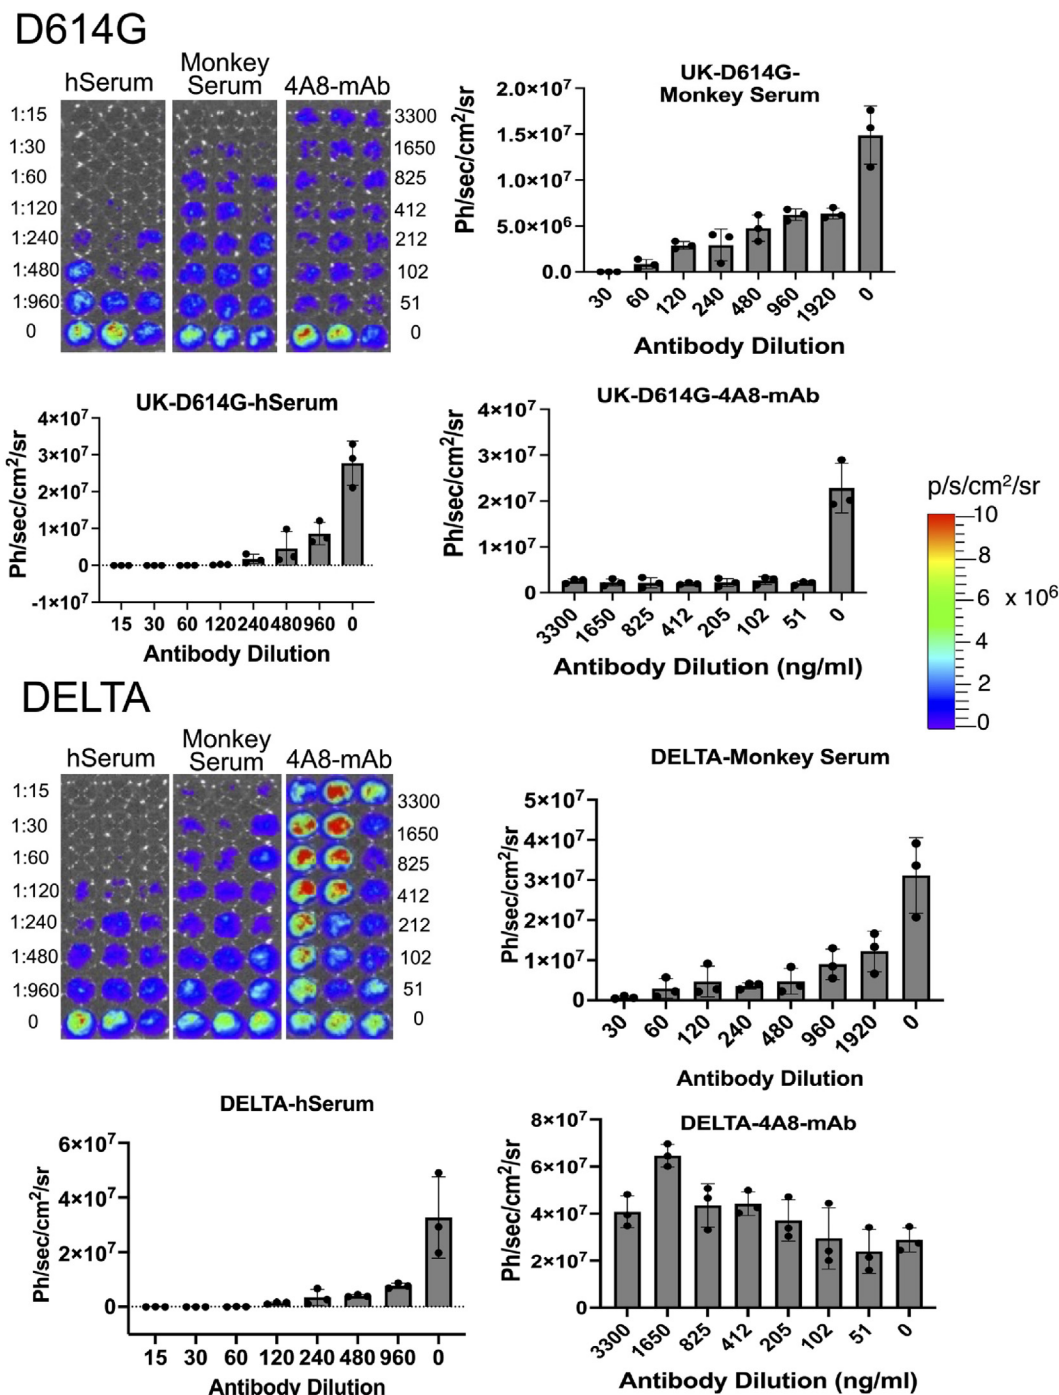 D614G
hSerum
Monkey
Serum
4A8-mAb
1:15
1:30
1:60
1:120
1:240
1:480
1:960
0
3300
1650
825
412
212
102
51
0
UK-D614G-
Monkey Serum
Ph/sec/cm²/sr
2.0×10⁷
1.5×10⁷
1.0×10⁷
5.0×10⁶
0.0
30 60 120 240 480 960 1920 0
Antibody Dilution
UK-D614G-hSerum
Ph/sec/cm²/sr
4×10⁷
3×10⁷
2×10⁷
1×10⁷
0
-1×10⁷
15 30 60 120 240 480 960 0
Antibody Dilution
UK-D614G-4A8-mAb
Ph/sec/cm²/sr
4×10⁷
3×10⁷
2×10⁷
1×10⁷
0
3300 1650 825 412 205 102 51 0
Antibody Dilution (ng/ml)
p/s/cm²/sr
10
8
6 x 10⁶
4
2
0
DELTA
hSerum
Monkey
Serum
4A8-mAb
1:15
1:30
1:60
1:120
1:240
1:480
1:960
0
3300
1650
825
412
212
102
51
0
DELTA-Monkey Serum
Ph/sec/cm²/sr
5×10⁷
4×10⁷
3×10⁷
2×10⁷
1×10⁷
0
30 60 120 240 480 960 1920 0
Antibody Dilution
DELTA-hSerum
Ph/sec/cm²/sr
6×10⁷
4×10⁷
2×10⁷
0
15 30 60 120 240 480 960 0
Antibody Dilution
DELTA-4A8-mAb
Ph/sec/cm²/sr
8×10⁷
6×10⁷
4×10⁷
2×10⁷
0
3300 1650 825 412 205 102 51 0
Antibody Dilution (ng/ml)